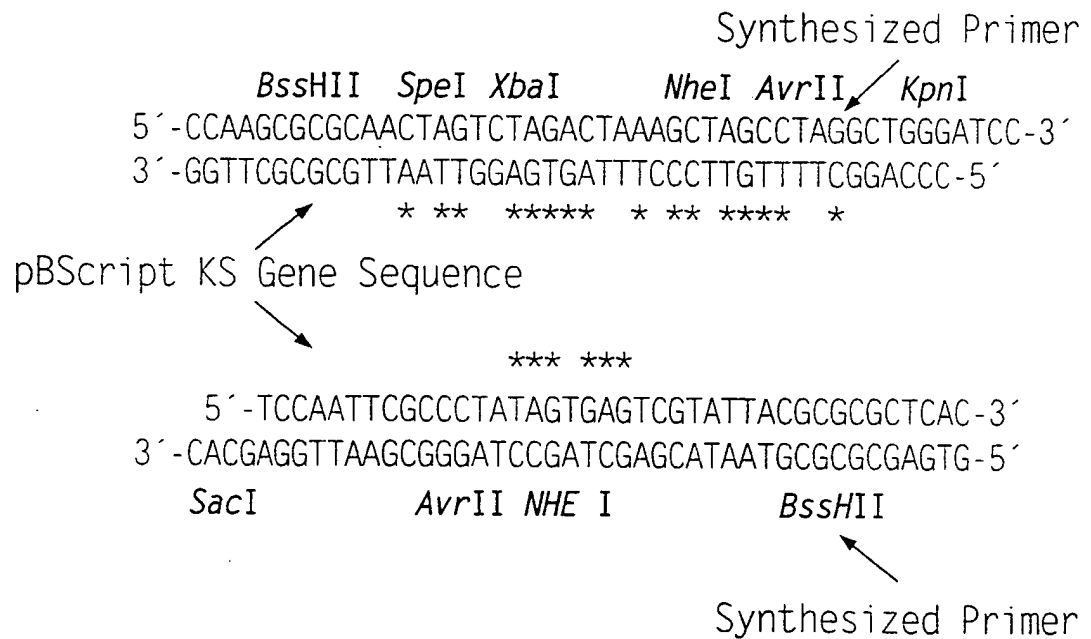 Synthesized Primer
BssHII SpeI XbaI NheI AvrII KpnI
5´-CCAAGCGCGCAACTAGTCTAGACTAAAGCTAGCCTAGGCTGGGATCC-3´
3´-GGTTCGCGCGTTAATTGGAGTGATTTCCCTTGTTTTCGGACCC-5´
* ** ***** * ** **** *
pBScript KS Gene Sequence
*** ***
5´-TCCAATTCGCCCTATAGTGAGTCGTATTACGCGCGCTCAC-3´
3´-CACGAGGTTAAGCGGGATCCGATCGAGCATAATGCGCGCGAGTG-5´
SacI AvrII NHE I BssHII
Synthesized Primer